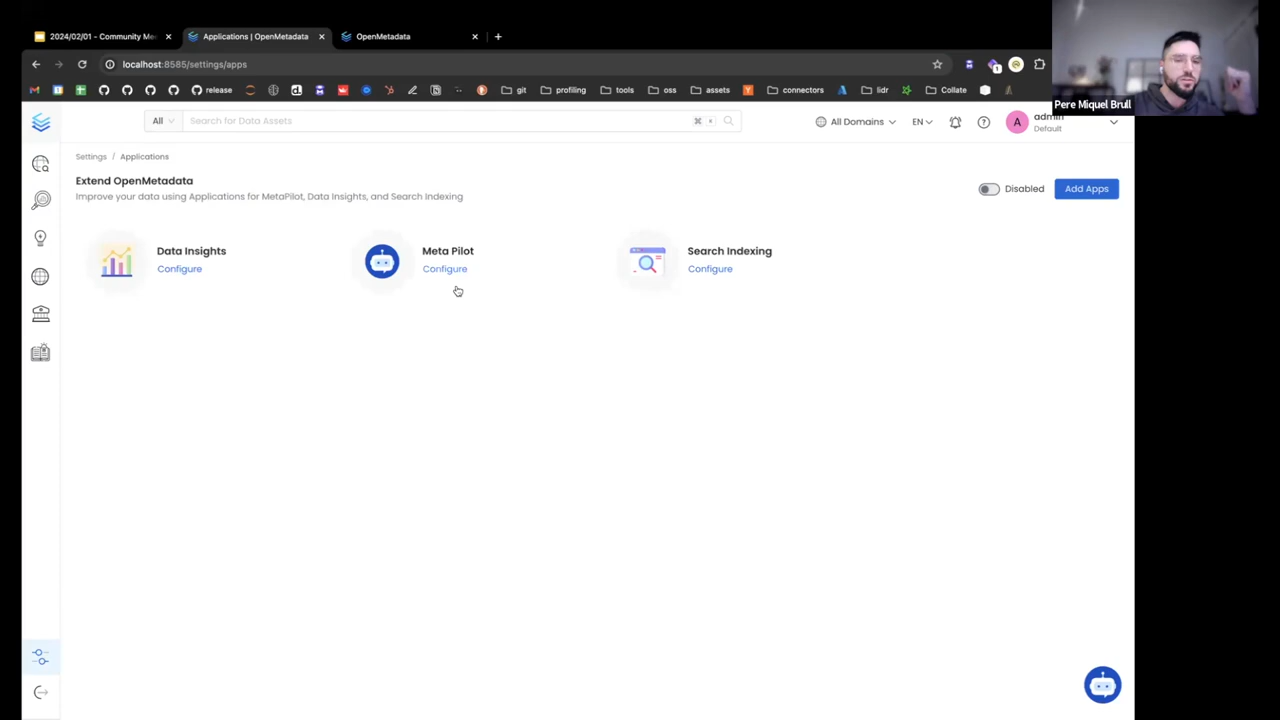 2024/02/01 - Community Me
Applications | OpenMetadata
OpenMetadata
localhost:8585/settings/apps
release
git
profiling
tools
oss
assets
connectors
lidr
Collate
Pere Miquel Brull
All
Search for Data Assets
⌘ K
All Domains
EN
A
admin
Default
Settings / Applications
Extend OpenMetadata
Improve your data using Applications for MetaPilot, Data Insights, and Search Indexing
Disabled
Add Apps
Data Insights
Configure
Meta Pilot
Configure
Search Indexing
Configure